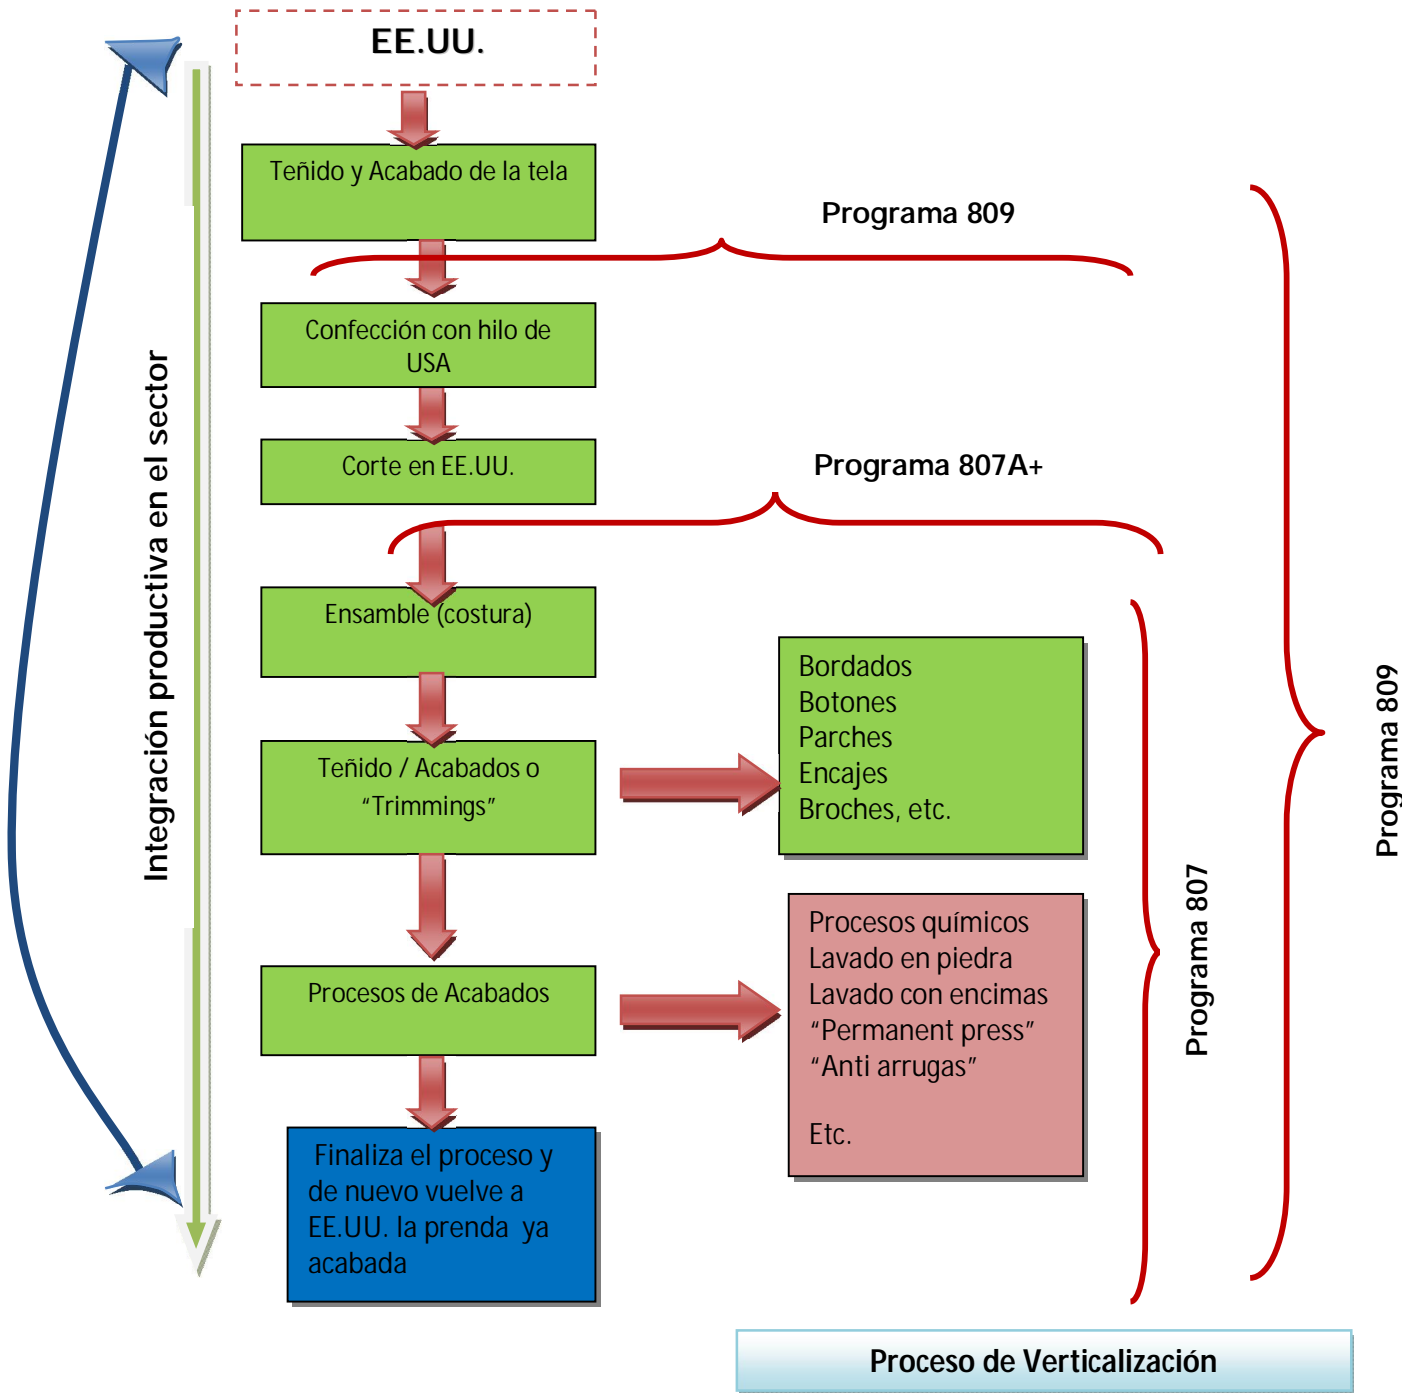 EE.UU.
Teñido y Acabado de la tela
Programa 809
Confección con hilo de
USA
Corte en EE.UU.
Programa 807A+
Ensamble (costura)
Teñido / Acabados o
“Trimmings”
Bordados
Botones
Parches
Encajes
Broches, etc.
Procesos de Acabados
Procesos químicos
Lavado en piedra
Lavado con encimas
“Permanent press”
“Anti arrugas”
Etc.
Finaliza el proceso y
de nuevo vuelve a
EE.UU. la prenda ya
acabada
Integración productiva en el sector
Programa 807
Programa 809
Proceso de Verticalización